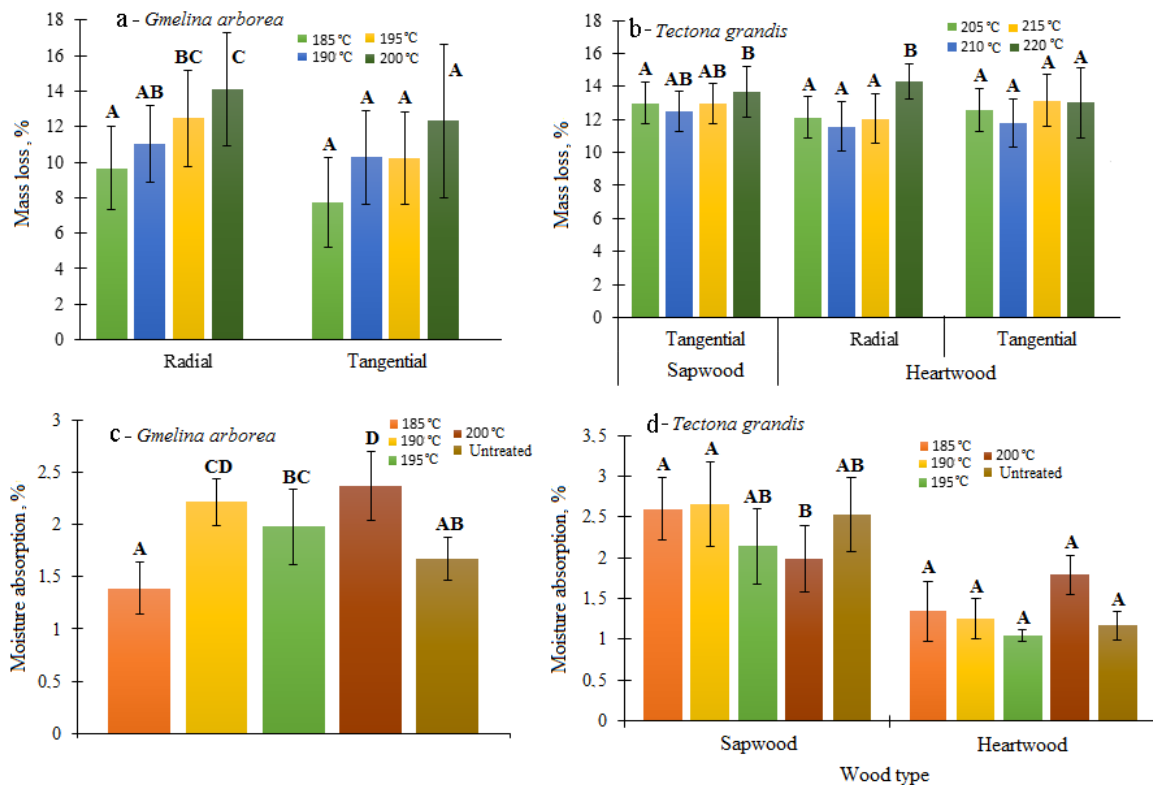 a - Gmelina arborea
185 °C 195 °C
190 °C 200 °C
Mass loss, %
18
16
14
12
10
8
6
4
2
0
A AB BC C
A A A A
Radial Tangential
b - Tectona grandis
205 °C 215 °C
210 °C 220 °C
Mass loss, %
18
16
14
12
10
8
6
4
2
0
A AB AB B
A A A B
A A A A
Tangential Radial Tangential
Sapwood Heartwood
c - Gmelina arborea
185 °C 200 °C
190 °C Untreated
195 °C
Moisture absorption, %
3
2.5
2
1.5
1
0.5
0
A CD BC D AB
d - Tectona grandis
185 °C 200 °C
190 °C Untreated
195 °C
Moisture absorption, %
3.5
3
2.5
2
1.5
1
0.5
0
A A AB B AB
A A A A A
Sapwood Heartwood
Wood type